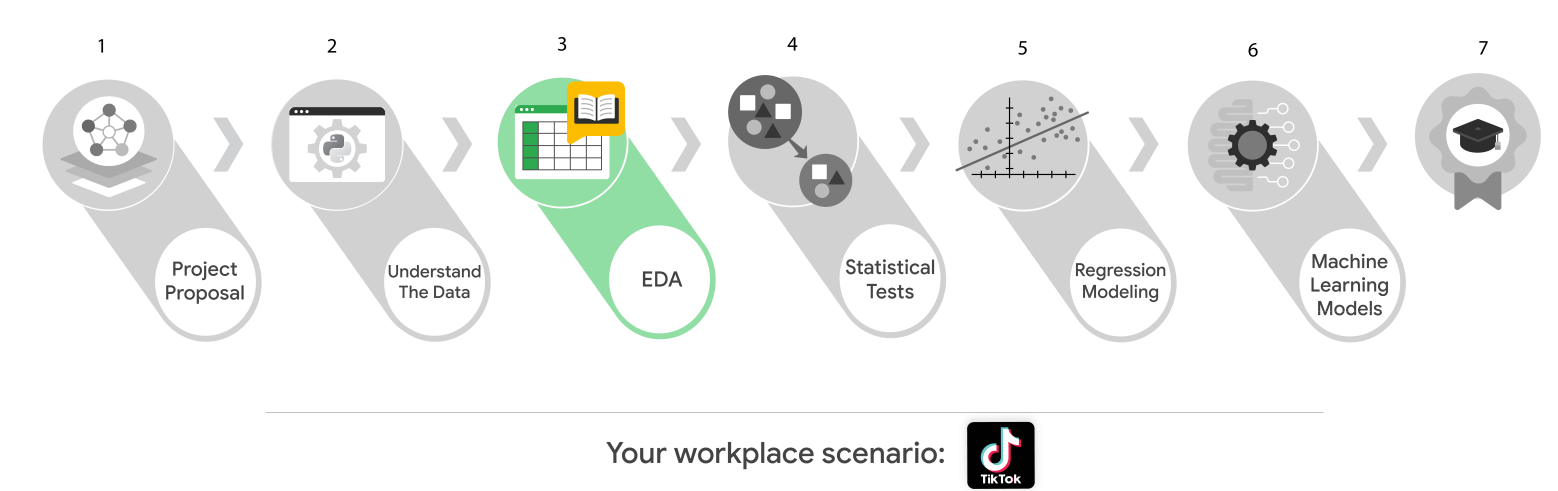 1
2
3
4
5
6
7
Project
Proposal
Understand
The Data
EDA
Statistical
Tests
Regression
Modeling
Machine
Learning
Models
Your workplace scenario:
TikTok